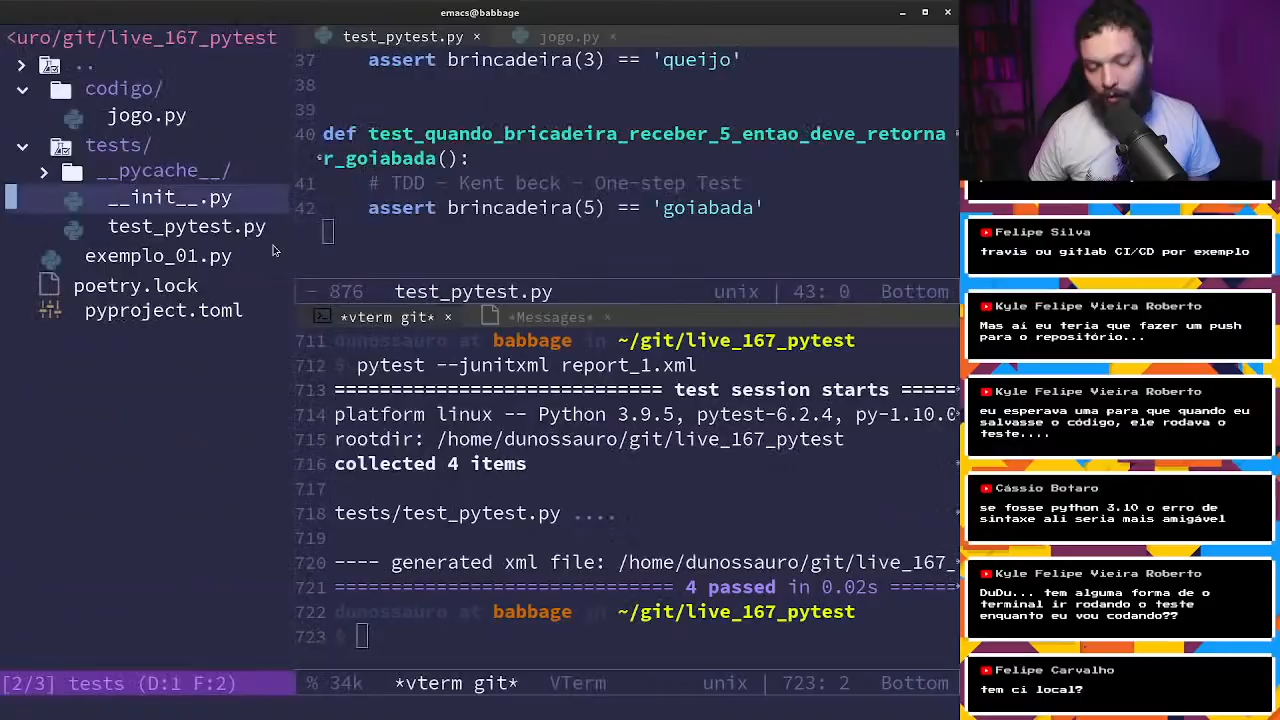 emacs@babbage
<uro/git/live_167_pytest
..
codigo/
jogo.py
tests/
__pycache__/
__init__.py
test_pytest.py
exemplo_01.py
poetry.lock
pyproject.toml
[2/3] tests (D:1 F:2)
test_pytest.py × jogo.py ×
37 assert brincadeira(3) == 'queijo'
38
39
40 def test_quando_bricadeira_receber_5_entao_deve_retorna
r_goiabada():
41 # TDD - Kent beck - One-step Test
42 assert brincadeira(5) == 'goiabada'
- 876 test_pytest.py unix | 43: 0 Bottom
*vterm git* × *Messages* ×
711 dunossauro at babbage in ~/git/live_167_pytest
712 $ pytest --junitxml report_1.xml
713 ============================ test session starts =====
714 platform linux -- Python 3.9.5, pytest-6.2.4, py-1.10.0
715 rootdir: /home/dunossauro/git/live_167_pytest
716 collected 4 items
717
718 tests/test_pytest.py ....
719
720 ---- generated xml file: /home/dunossauro/git/live_167_
721 ============================= 4 passed in 0.02s ======
722 dunossauro at babbage in ~/git/live_167_pytest
723 $
% 34k *vterm git* VTerm unix | 723: 2 Bottom
Felipe Silva
travis ou gitlab CI/CD por exemplo
Kyle Felipe Vieira Roberto
Mas ai eu teria que fazer um push
para o repositório...
Kyle Felipe Vieira Roberto
eu esperava uma para que quando eu
salvasse o código, ele rodava o
teste....
Cássio Botaro
se fosse python 3.10 o erro de
sintaxe ali seria mais amigável
Kyle Felipe Vieira Roberto
DuDu... tem alguma forma de o
terminal ir rodando o teste
enquanto eu vou codando??
Felipe Carvalho
tem ci local?